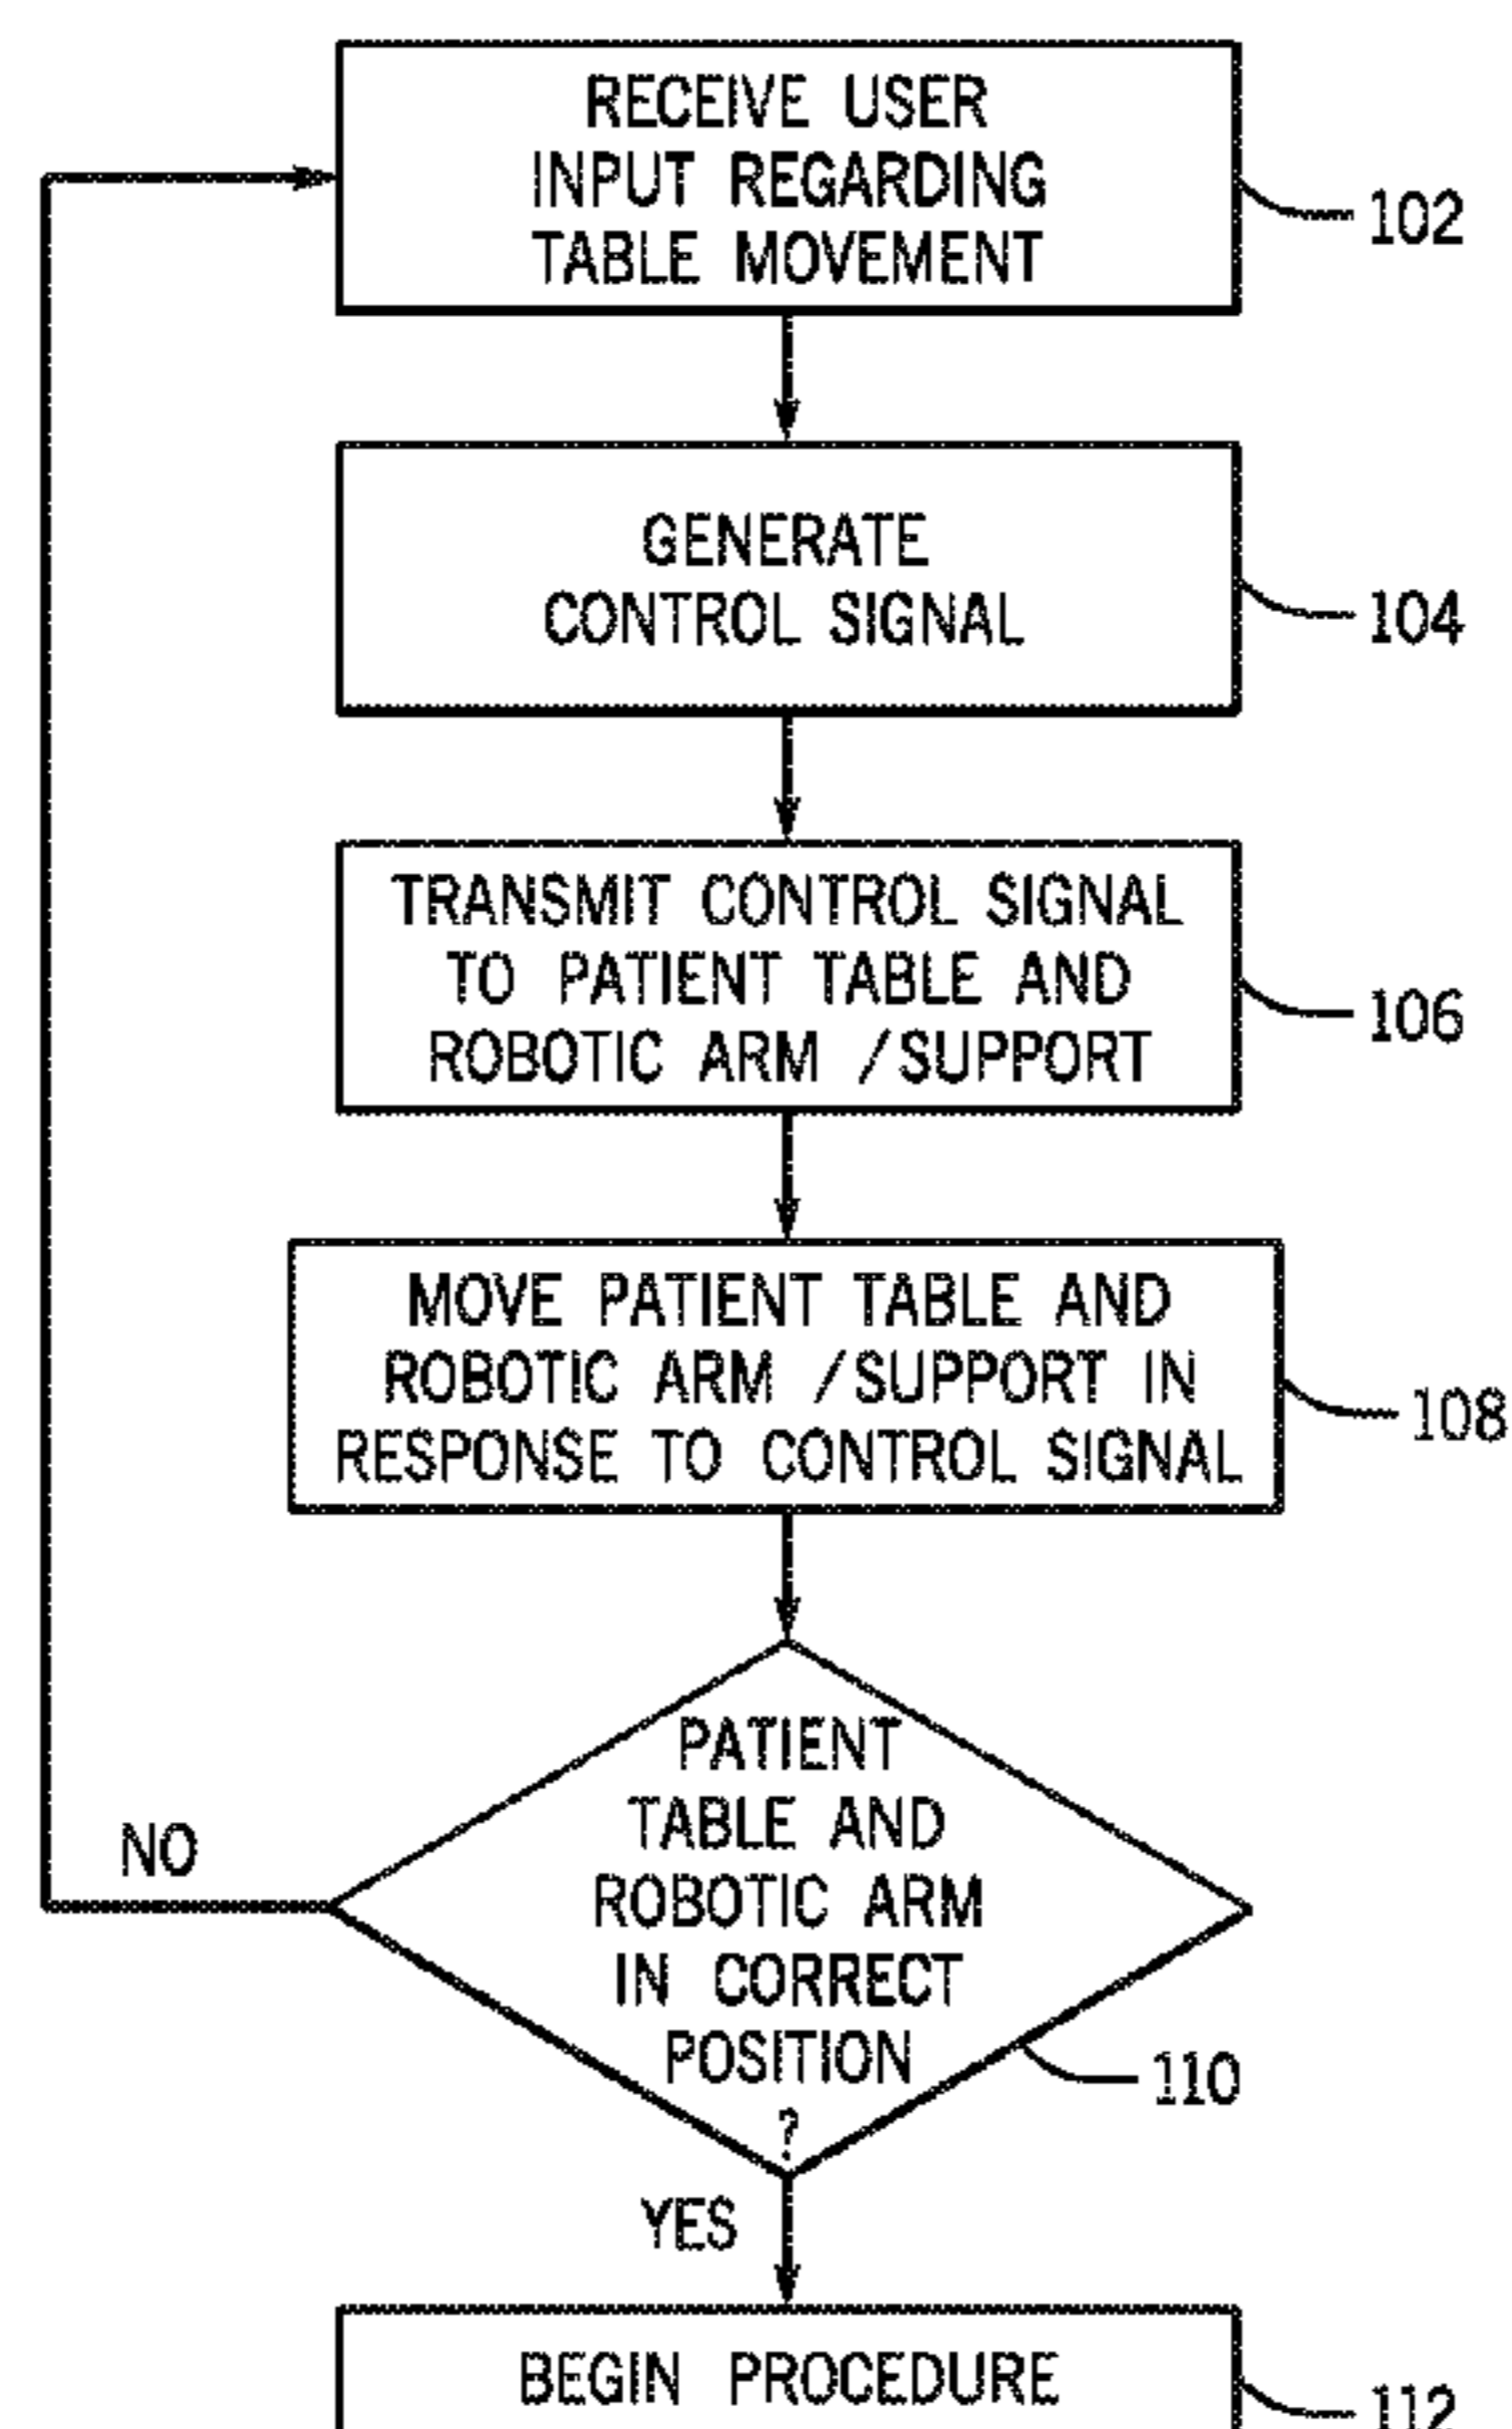 RECEIVE USER
INPUT REGARDING
TABLE MOVEMENT
102
GENERATE
CONTROL SIGNAL
104
TRANSMIT CONTROL SIGNAL
TO PATIENT TABLE AND
ROBOTIC ARM /SUPPORT
106
MOVE PATIENT TABLE AND
ROBOTIC ARM /SUPPORT IN
RESPONSE TO CONTROL SIGNAL
108
PATIENT
TABLE AND
ROBOTIC ARM
IN CORRECT
POSITION
?
110
NO
YES
BEGIN PROCEDURE
112